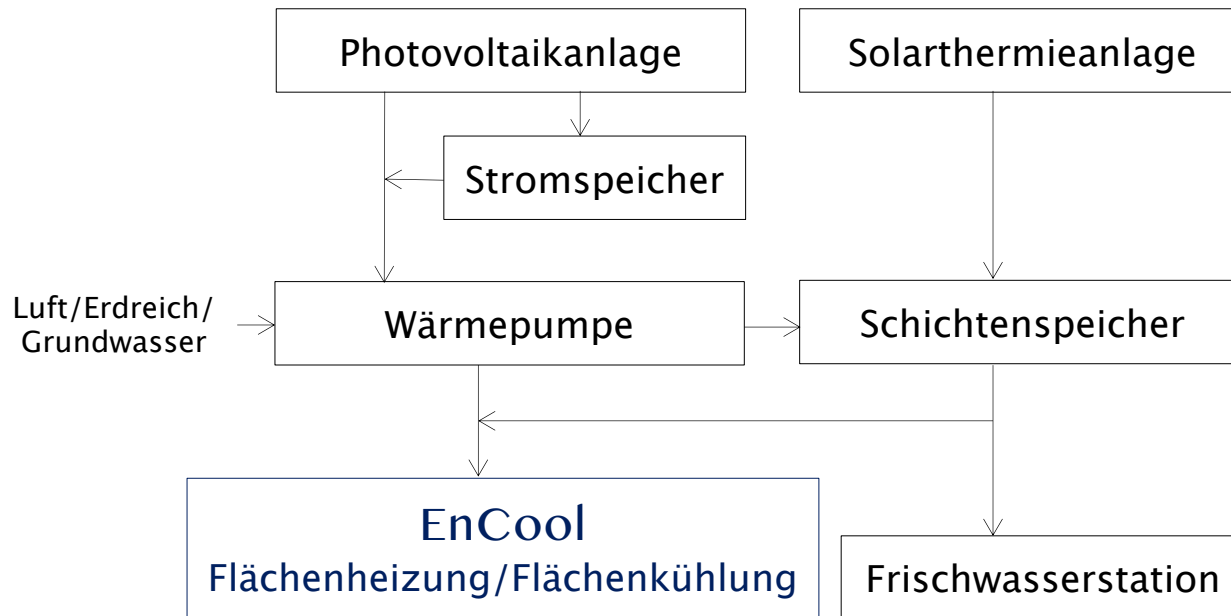 Photovoltaikanlage
Solarthermieanlage
Stromspeicher
Luft/Erdreich/
Grundwasser
Wärmepumpe
Schichtenspeicher
EnCool
Flächenheizung/Flächenkühlung
Frischwasserstation